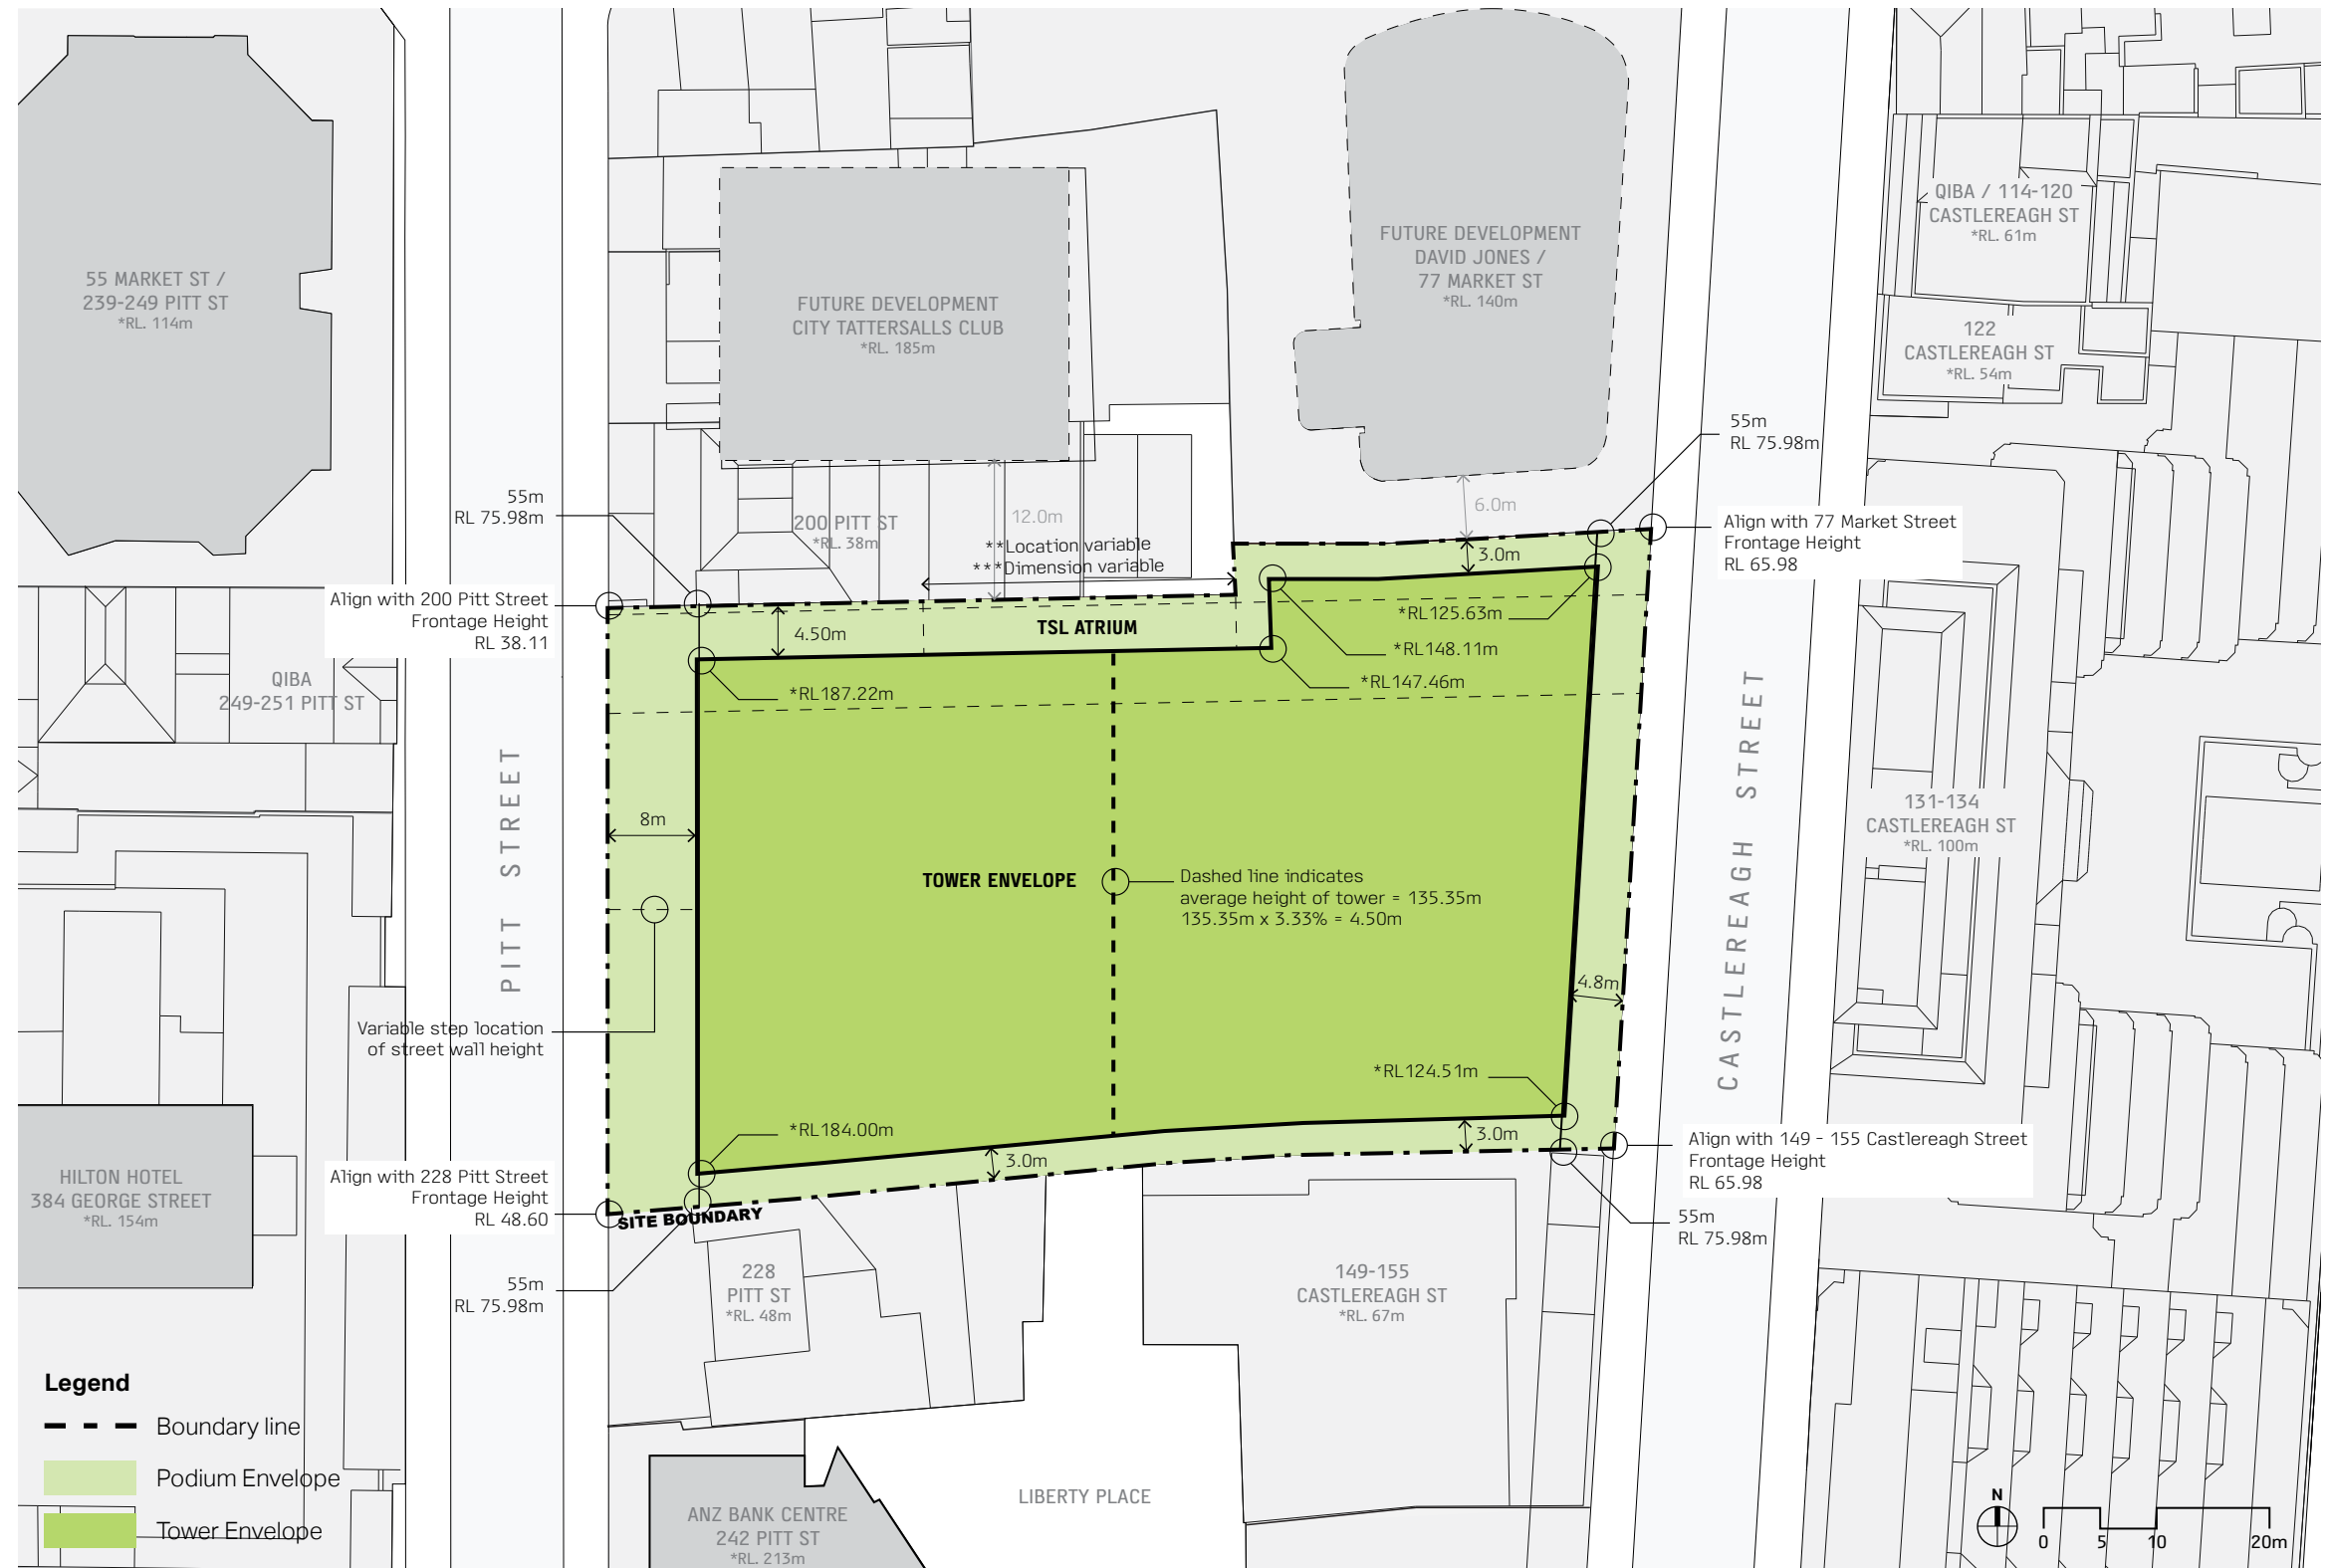 55 MARKET ST /
239-249 PITT ST
*RL. 114m
FUTURE DEVELOPMENT
CITY TATTERSALLS CLUB
*RL. 185m
FUTURE DEVELOPMENT
DAVID JONES /
77 MARKET ST
*RL. 140m
QIBA / 114-120
CASTLEREAGH ST
*RL. 61m
122
CASTLEREAGH ST
*RL. 54m
55m
RL 75.98m
55m
RL 75.98m
200 PITT ST
*RL. 38m
12.0m
**Location variable
***Dimension variable
6.0m
3.0m
Align with 77 Market Street
Frontage Height
RL 65.98
Align with 200 Pitt Street
Frontage Height
RL 38.11
4.50m
TSL ATRIUM
*RL125.63m
*RL148.11m
*RL147.46m
*RL187.22m
QIBA
249-251 PITT ST
PITT STREET
CASTLEREAGH STREET
8m
131-134
CASTLEREAGH ST
*RL. 100m
TOWER ENVELOPE
Dashed line indicates
average height of tower = 135.35m
135.35m x 3.33% = 4.50m
4.8m
Variable step location
of street wall height
*RL124.51m
*RL184.00m
3.0m
3.0m
Align with 149 - 155 Castlereagh Street
Frontage Height
RL 65.98
HILTON HOTEL
384 GEORGE STREET
*RL. 154m
Align with 228 Pitt Street
Frontage Height
RL 48.60
SITE BOUNDARY
55m
RL 75.98m
55m
RL 75.98m
228
PITT ST
*RL. 48m
149-155
CASTLEREAGH ST
*RL. 67m
LIBERTY PLACE
ANZ BANK CENTRE
242 PITT ST
*RL. 213m
Legend
Boundary line
Podium Envelope
Tower Envelope
N
0 5 10 20m